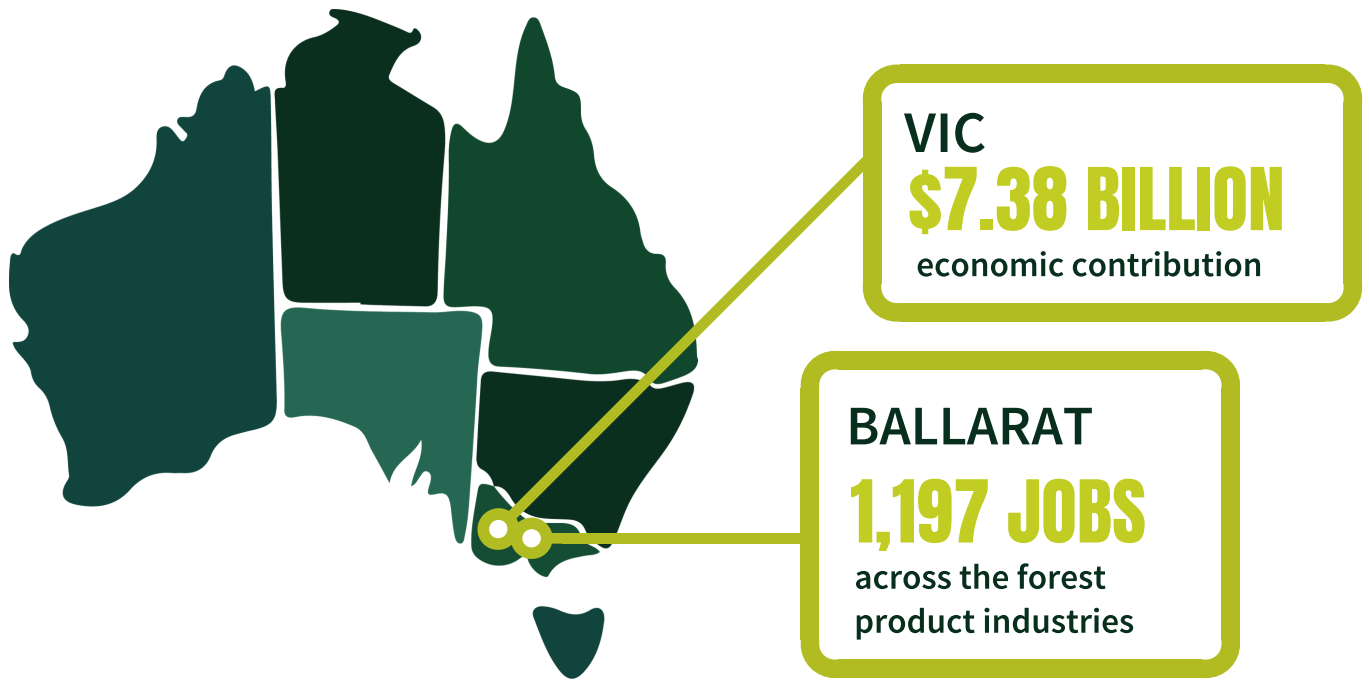 VIC
$7.38 BILLION
economic contribution
BALLARAT
1,197 JOBS
across the forest
product industries